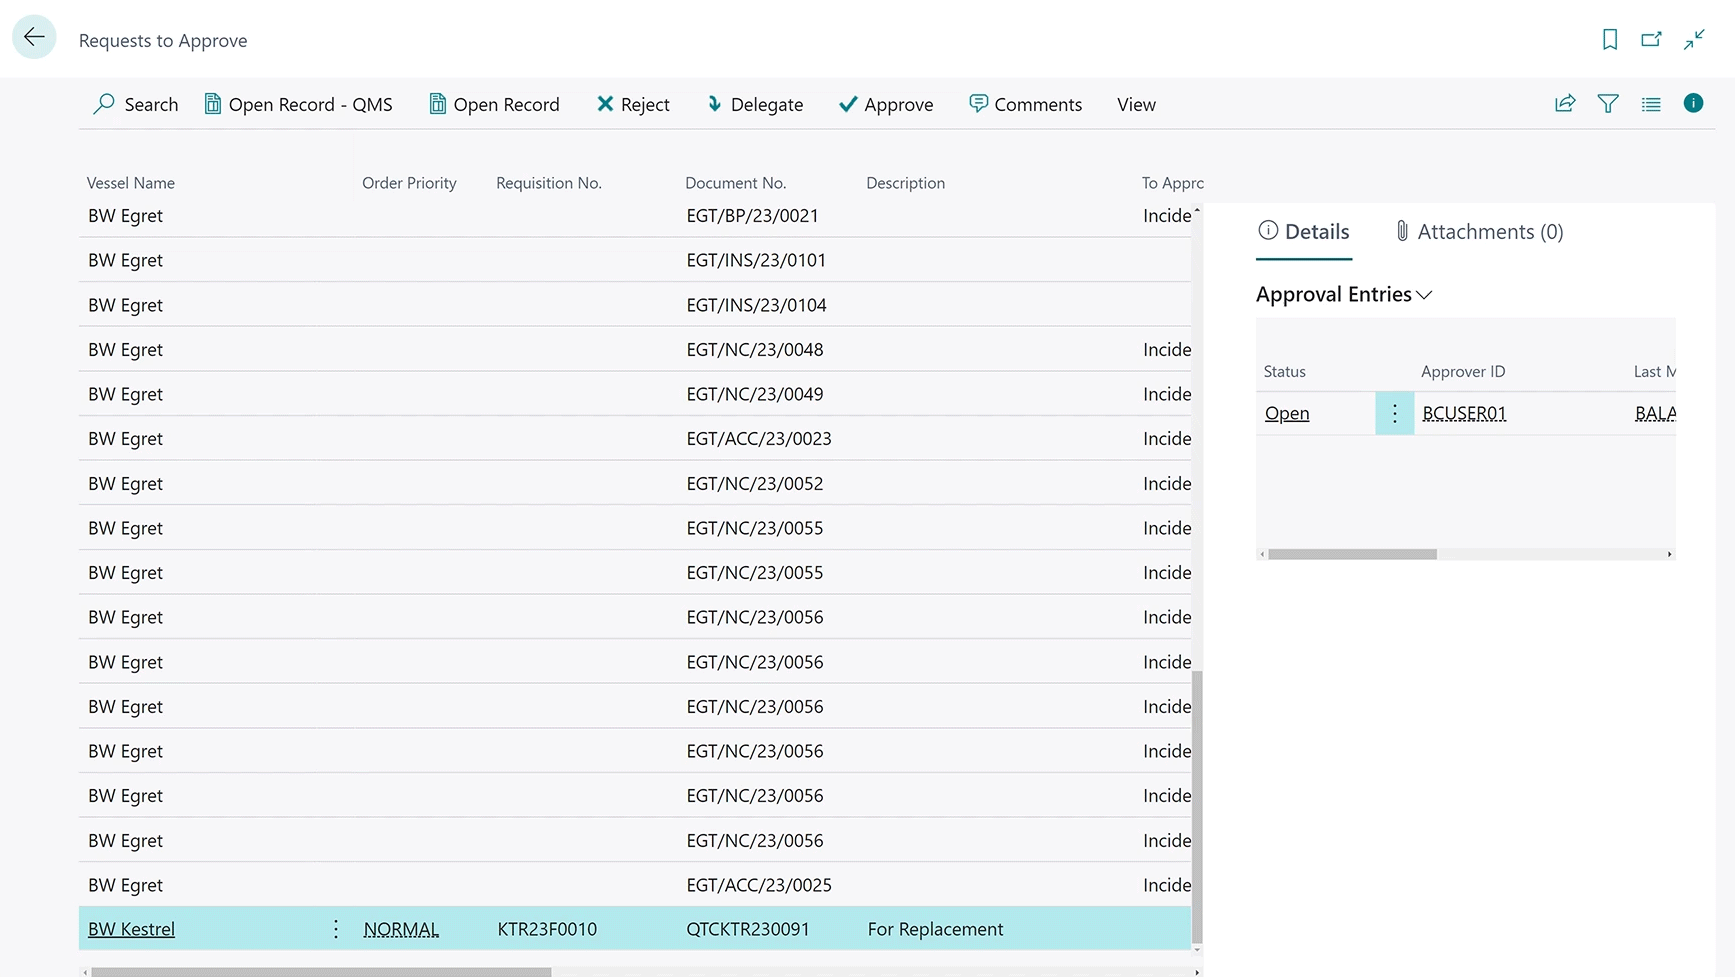 Requests to Approve
Search Open Record - QMS Open Record Reject Delegate Approve Comments View
Vessel Name Order Priority Requisition No. Document No. Description To Appro
BW Egret EGT/BP/23/0021 Incide
BW Egret EGT/INS/23/0101
BW Egret EGT/INS/23/0104
BW Egret EGT/NC/23/0048 Incide
BW Egret EGT/NC/23/0049 Incide
BW Egret EGT/ACC/23/0023 Incide
BW Egret EGT/NC/23/0052 Incide
BW Egret EGT/NC/23/0055 Incide
BW Egret EGT/NC/23/0055 Incide
BW Egret EGT/NC/23/0056 Incide
BW Egret EGT/NC/23/0056 Incide
BW Egret EGT/NC/23/0056 Incide
BW Egret EGT/NC/23/0056 Incide
BW Egret EGT/NC/23/0056 Incide
BW Egret EGT/NC/23/0056 Incide
BW Egret EGT/ACC/23/0025 Incide
BW Kestrel NORMAL KTR23F0010 QTCKTR230091 For Replacement
Details Attachments (0)
Approval Entries
Status Approver ID Last M
Open BCUSER01 BALA